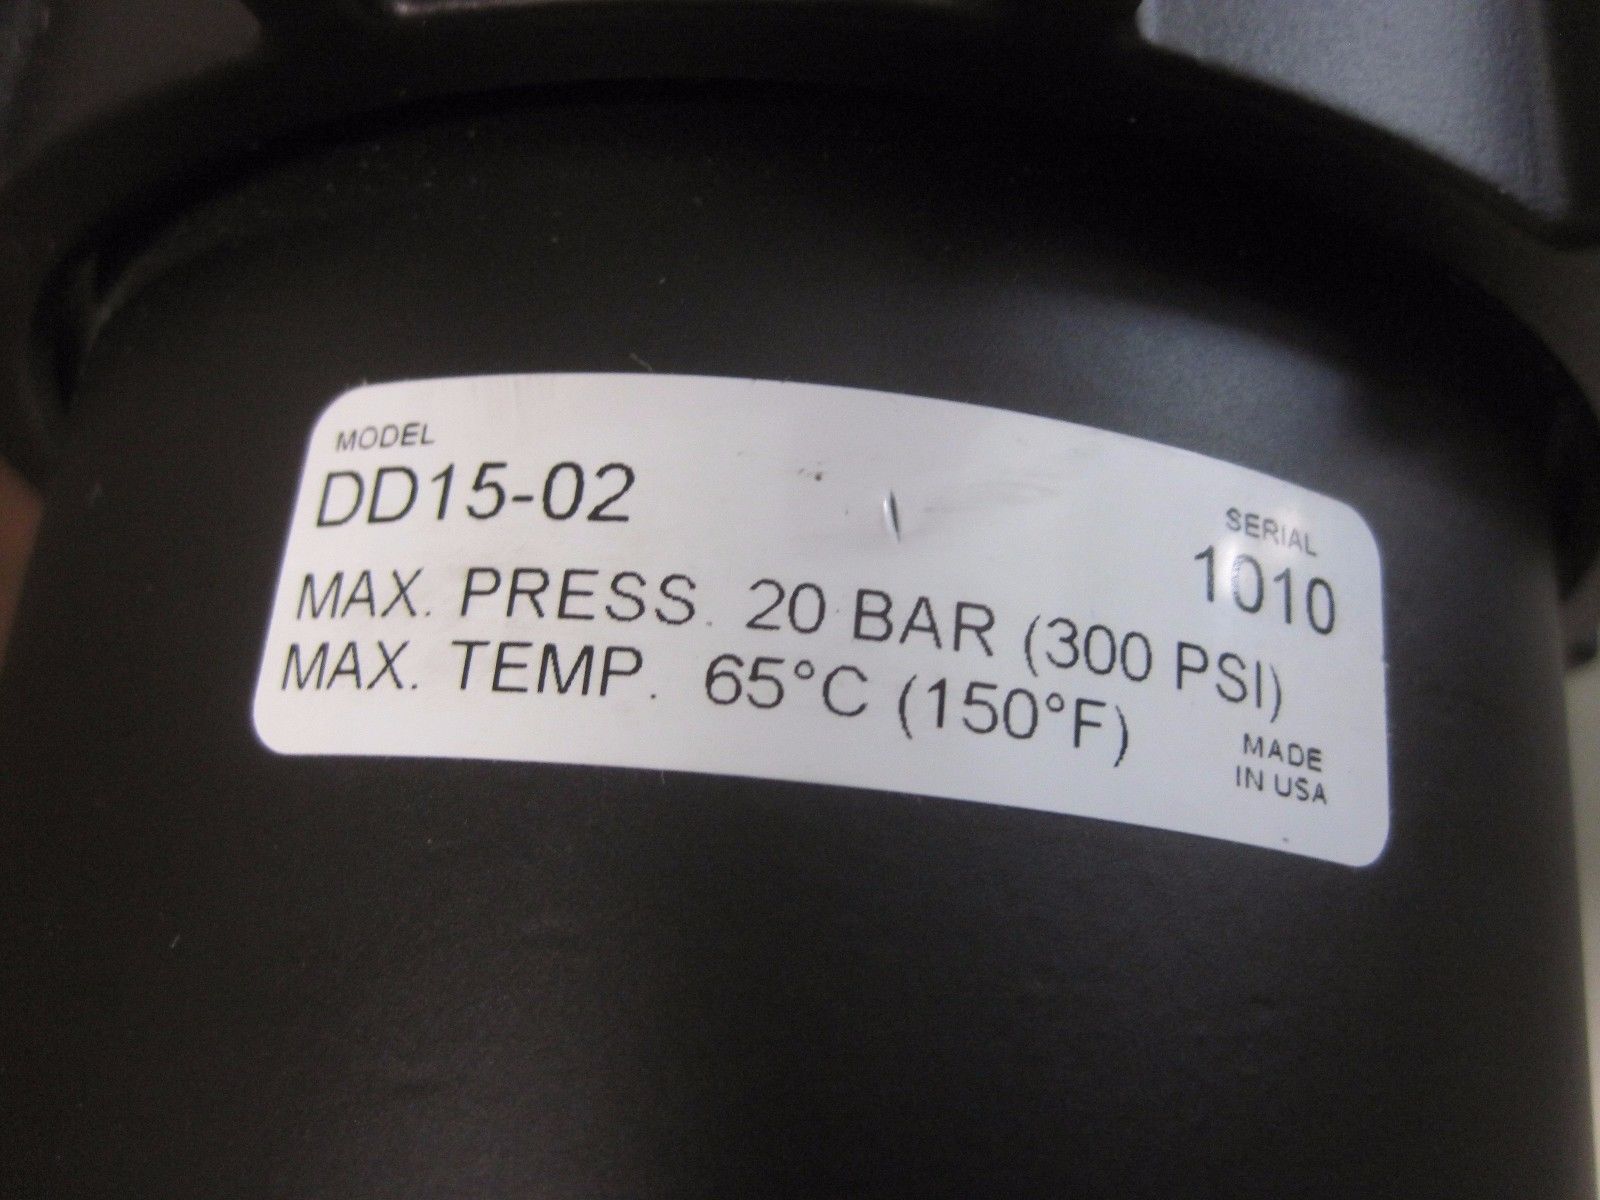 MODEL
DD15-02
SERIAL
1010
MAX. PRESS. 20 BAR (300 PSI)
MAX. TEMP. 65°C (150°F)
MADE
IN USA